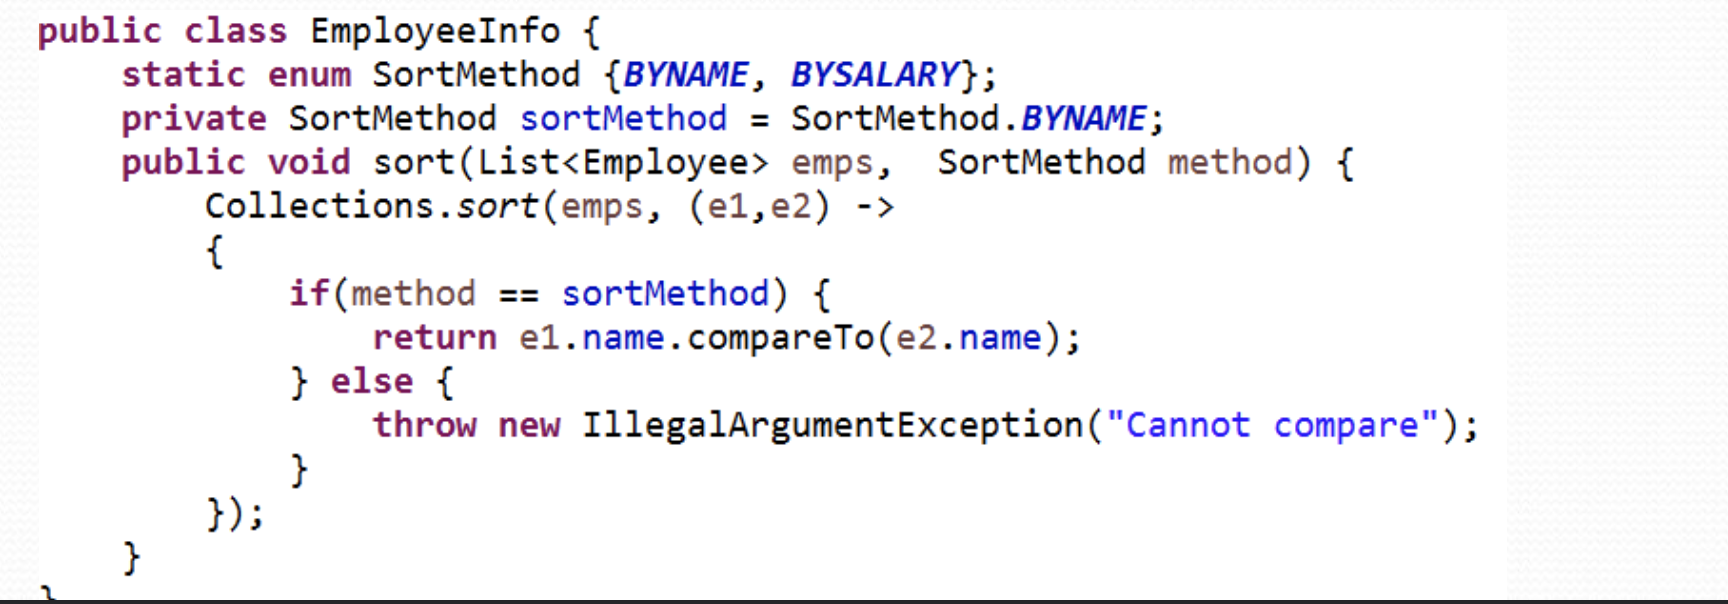 public class EmployeeInfo {
    static enum SortMethod {BYNAME, BYSALARY};
    private SortMethod sortMethod = SortMethod.BYNAME;
    public void sort(List<Employee> emps,  SortMethod method) {
        Collections.sort(emps, (e1,e2) ->
        {
            if(method == sortMethod) {
                return e1.name.compareTo(e2.name);
            } else {
                throw new IllegalArgumentException("Cannot compare");
            }
        });
    }
}